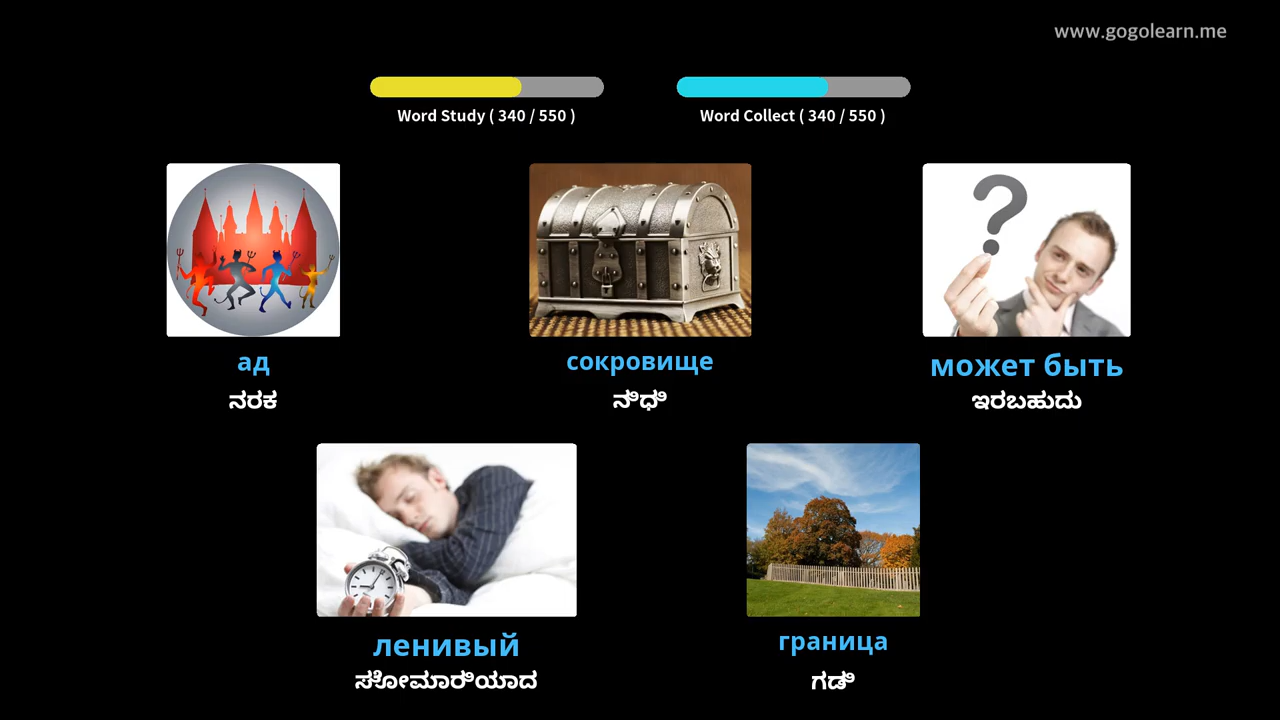 www.gogolearn.me
Word Study ( 340 / 550 )
Word Collect ( 340 / 550 )
ад
ನರಕ
сокровище
ನಿಧಿ
может быть
ಇರಬಹುದು
ленивый
ಸೋಮಾರಿಯಾದ
граница
ಗಡಿ